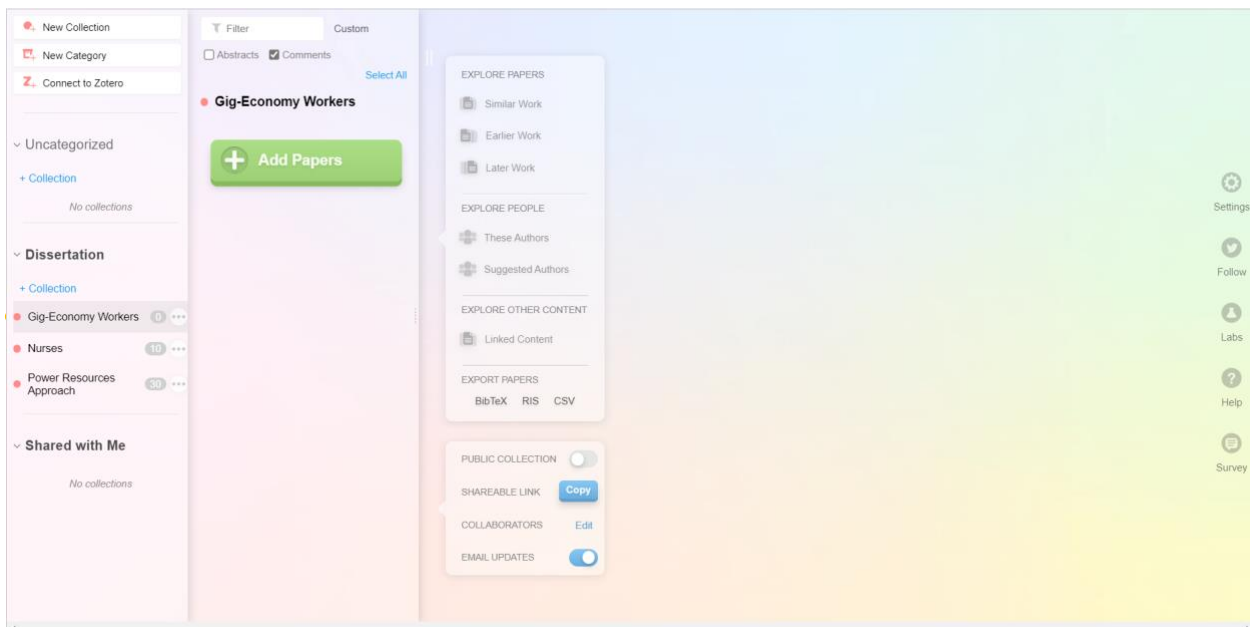 New Collection
New Category
Connect to Zotero
Uncategorized
+ Collection
No collections
Dissertation
+ Collection
Gig-Economy Workers 0
Nurses 10
Power Resources
Approach 30
Shared with Me
No collections
Filter Custom
Abstracts Comments
Select All
Gig-Economy Workers
Add Papers
EXPLORE PAPERS
Similar Work
Earlier Work
Later Work
EXPLORE PEOPLE
These Authors
Suggested Authors
EXPLORE OTHER CONTENT
Linked Content
EXPORT PAPERS
BibTeX RIS CSV
PUBLIC COLLECTION
SHAREABLE LINK Copy
COLLABORATORS Edit
EMAIL UPDATES
Settings
Follow
Labs
Help
Survey